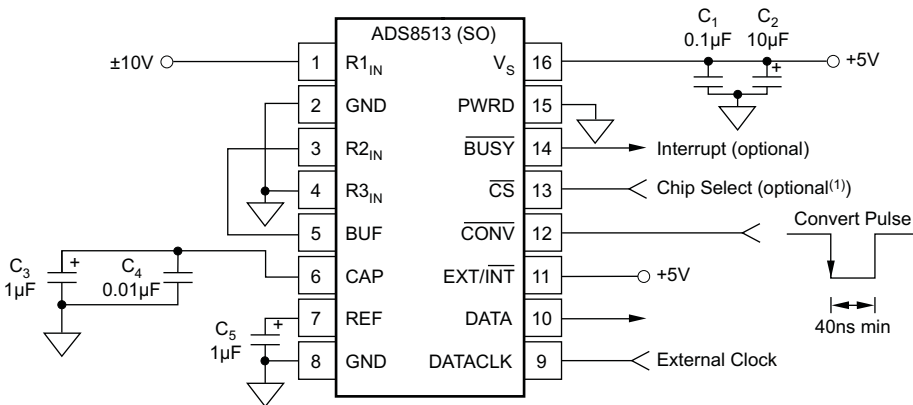 ADS8513 (SO)
C1
0.1µF
C2
10µF
±10V
1
R1IN
VS
16
+
+5V
2
GND
PWRD
15
3
R2IN
BUSY
14
Interrupt (optional)
4
R3IN
CS
13
Chip Select (optional(1))
5
BUF
CONV
12
Convert Pulse
C3
1µF
+
C4
0.01µF
6
CAP
EXT/INT
11
+5V
40ns min
C5
1µF
+
7
REF
DATA
10
8
GND
DATACLK
9
External Clock